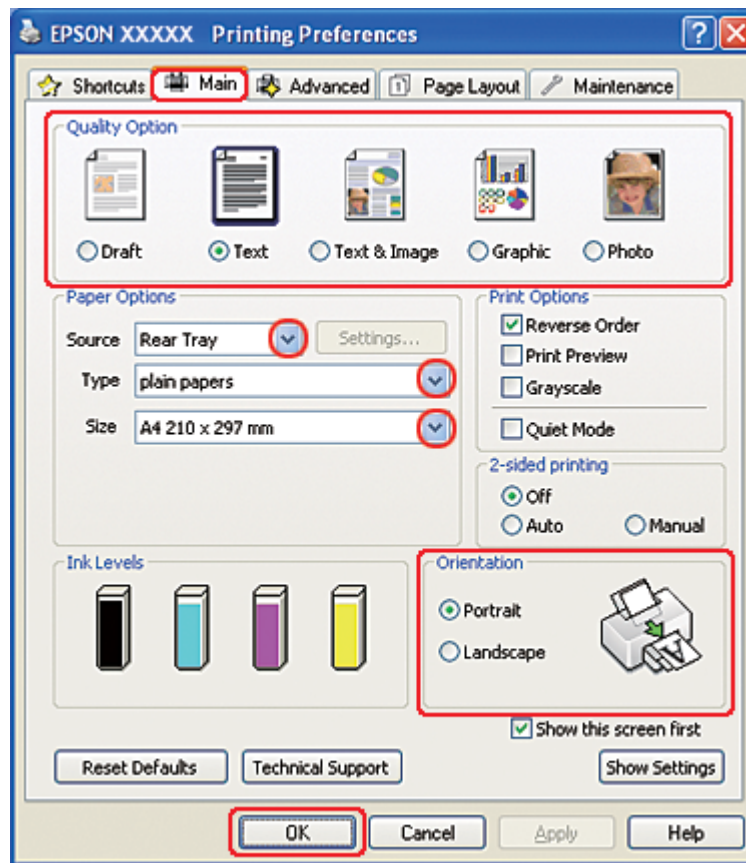 EPSON XXXXX Printing Preferences
Shortcuts Main Advanced Page Layout Maintenance
Quality Option
Draft Text Text & Image Graphic Photo
Paper Options
Source Rear Tray Settings...
Type plain papers
Size A4 210 x 297 mm
Print Options
Reverse Order
Print Preview
Grayscale
Quiet Mode
2-sided printing
Off
Auto Manual
Ink Levels
Orientation
Portrait
Landscape
Show this screen first
Reset Defaults Technical Support Show Settings
OK Cancel Apply Help